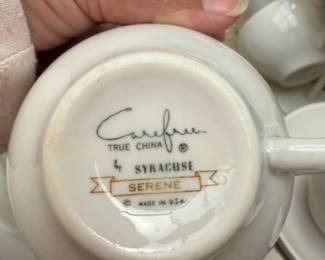 Carefree
TRUE CHINA ®
by SYRACUSE
SERENE
© MADE IN U.S.A.